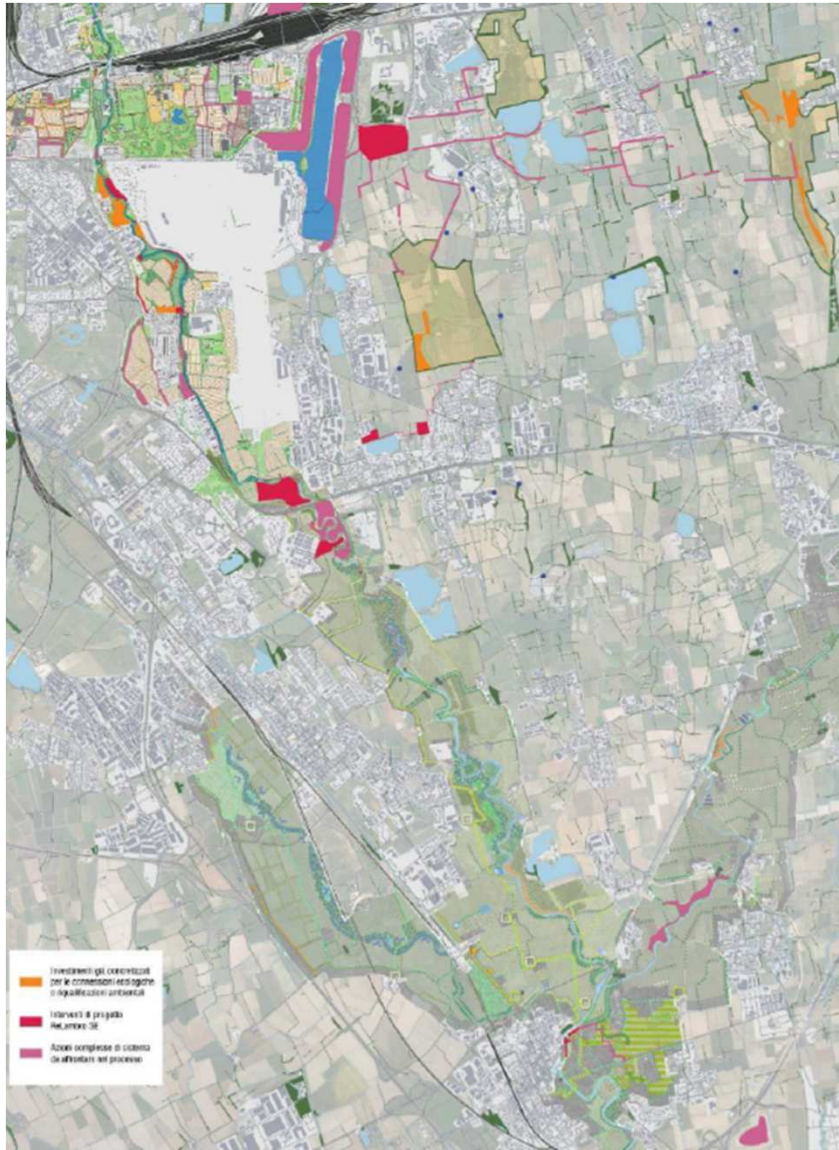 Investimenti già concretizzati
per le connessioni ecologiche
o riqualificazioni ambientali
Interventi di progetto
ReLambro SE
Azioni complesse di sistema
da affrontare nel processo